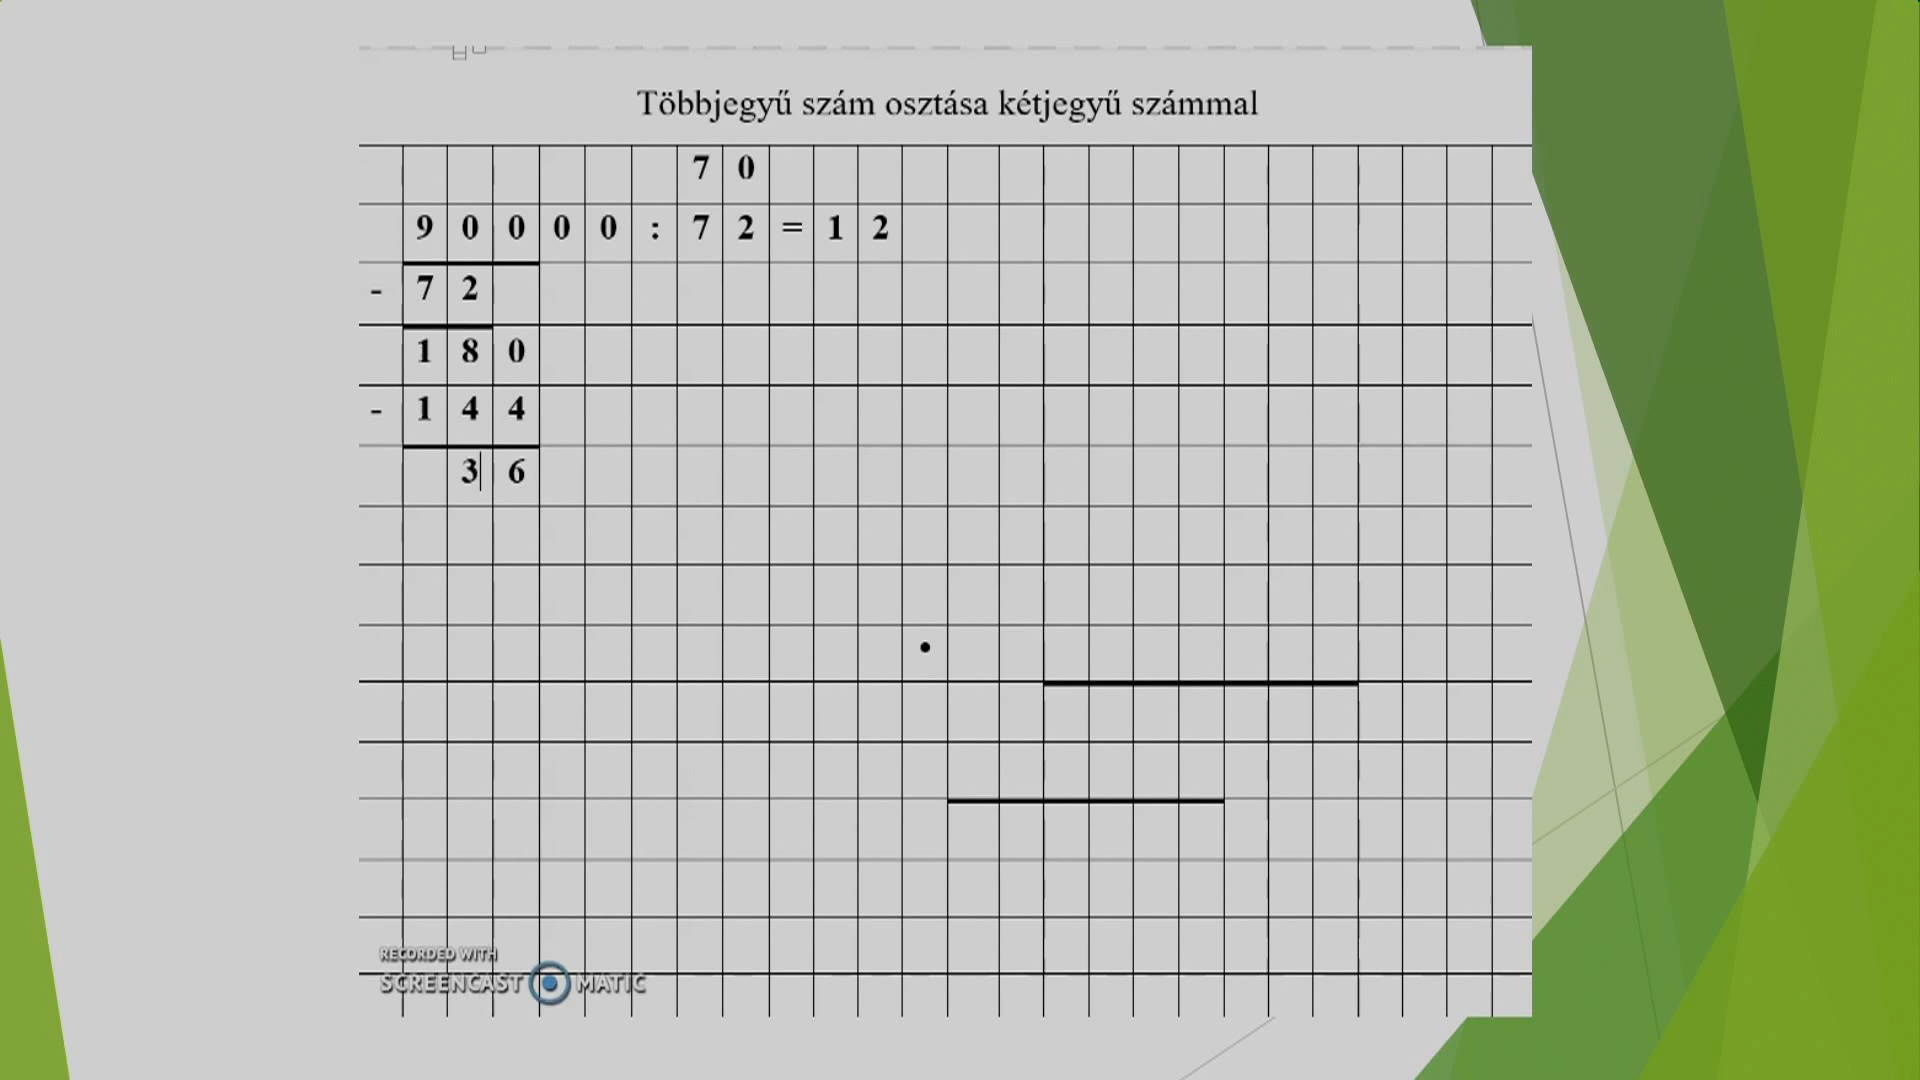 Többjegyű szám osztása kétjegyű számmal
7 0
9 0 0 0 0 : 7 2 = 1 2
- 7 2
1 8 0
- 1 4 4
3 6
RECORDED WITH
SCREENCAST MATIC